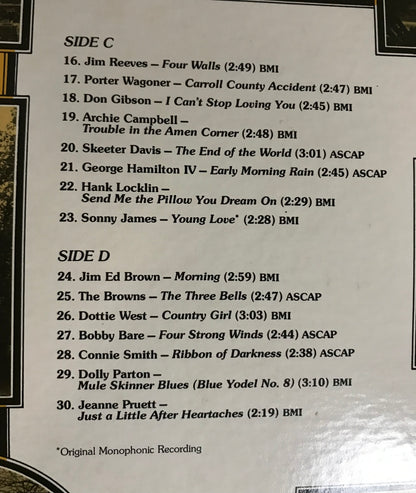 SIDE C
16. Jim Reeves – Four Walls (2:49) BMI
17. Porter Wagoner – Carroll County Accident (2:47) BMI
18. Don Gibson – I Can't Stop Loving You (2:45) BMI
19. Archie Campbell –
Trouble in the Amen Corner (2:48) BMI
20. Skeeter Davis – The End of the World (3:01) ASCAP
21. George Hamilton IV – Early Morning Rain (2:45) ASCAP
22. Hank Locklin –
Send Me the Pillow You Dream On (2:29) BMI
23. Sonny James – Young Love* (2:28) BMI
SIDE D
24. Jim Ed Brown – Morning (2:59) BMI
25. The Browns – The Three Bells (2:47) ASCAP
26. Dottie West – Country Girl (3:03) BMI
27. Bobby Bare – Four Strong Winds (2:44) ASCAP
28. Connie Smith – Ribbon of Darkness (2:38) ASCAP
29. Dolly Parton –
Mule Skinner Blues (Blue Yodel No. 8) (3:10) BMI
30. Jeanne Pruett –
Just a Little After Heartaches (2:19) BMI
*Original Monophonic Recording